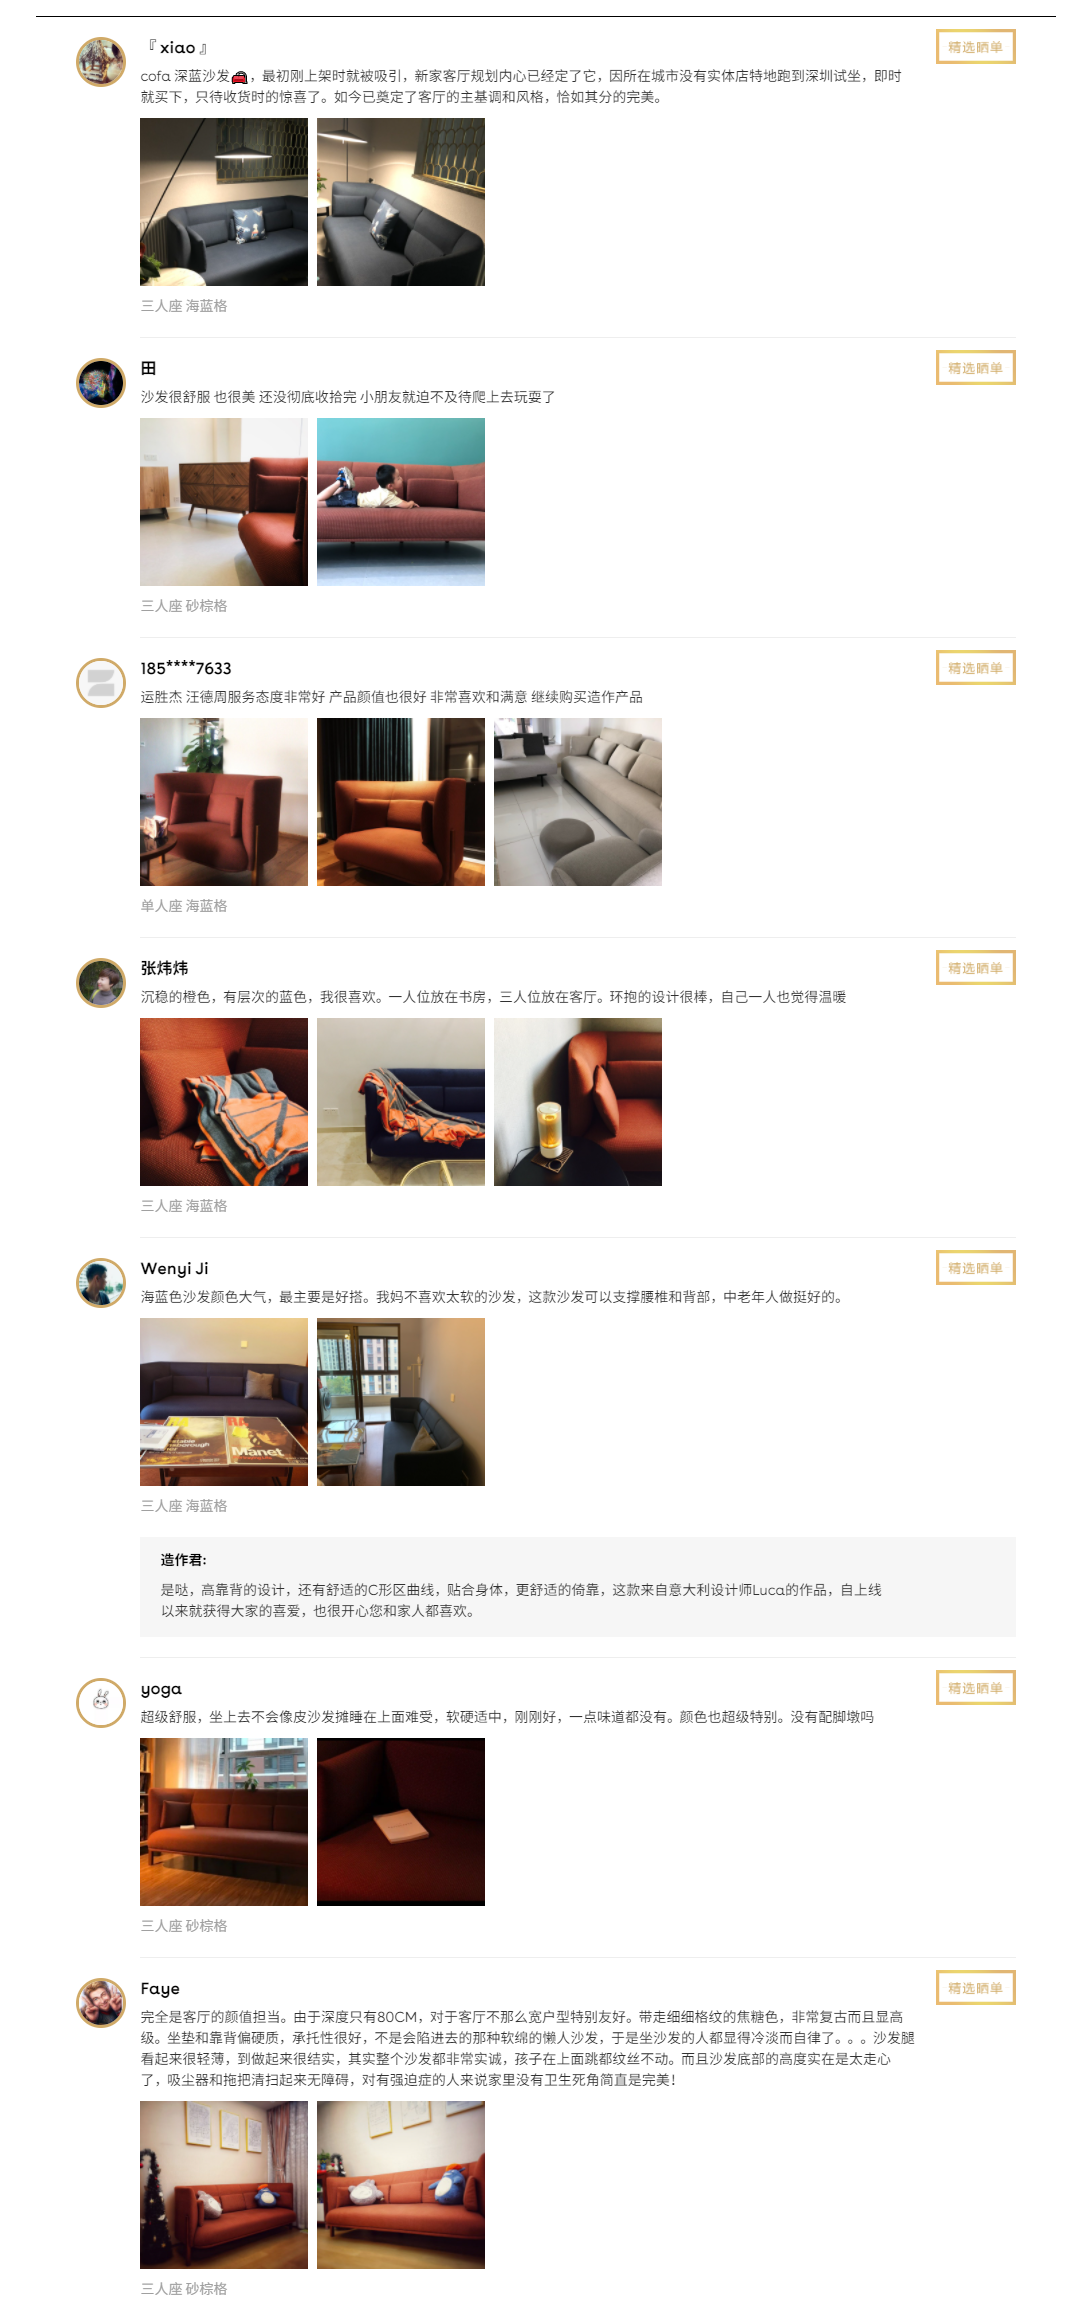 『 xiao 』
精选晒单
cofa 深蓝沙发，最初刚上架时就被吸引，新家客厅规划内心已经定了它，因所在城市没有实体店特地跑到深圳试坐，即时
就买下，只待收货时的惊喜了。如今已奠定了客厅的主基调和风格，恰如其分的完美。
三人座 海蓝格
田
精选晒单
沙发很舒服 也很美 还没彻底收拾完 小朋友就迫不及待爬上去玩耍了
三人座 砂棕格
185****7633
精选晒单
运胜杰 汪德周服务态度非常好 产品颜值也很好 非常喜欢和满意 继续购买造作产品
单人座 海蓝格
张炜炜
精选晒单
沉稳的橙色，有层次的蓝色，我很喜欢。一人位放在书房，三人位放在客厅。环抱的设计很棒，自己一人也觉得温暖
三人座 海蓝格
Wenyi Ji
精选晒单
海蓝色沙发颜色大气，最主要是好搭。我妈不喜欢太软的沙发，这款沙发可以支撑腰椎和背部，中老年人做挺好的。
Manet
三人座 海蓝格
造作君:
是哒，高靠背的设计，还有舒适的C形区曲线，贴合身体，更舒适的倚靠，这款来自意大利设计师Luca的作品，自上线
以来就获得大家的喜爱，也很开心您和家人都喜欢。
yoga
精选晒单
超级舒服，坐上去不会像皮沙发摊睡在上面难受，软硬适中，刚刚好，一点味道都没有。颜色也超级特别。没有配脚墩吗
三人座 砂棕格
Faye
精选晒单
完全是客厅的颜值担当。由于深度只有80CM，对于客厅不那么宽户型特别友好。带走细细格纹的焦糖色，非常复古而且显高
级。坐垫和靠背偏硬质，承托性很好，不是会陷进去的那种软绵的懒人沙发，于是坐沙发的人都显得冷淡而自律了。。。沙发腿
看起来很轻薄，到做起来很结实，其实整个沙发都非常实诚，孩子在上面跳都纹丝不动。而且沙发底部的高度实在是太走心
了，吸尘器和拖把清扫起来无障碍，对有强迫症的人来说家里没有卫生死角简直是完美！
三人座 砂棕格